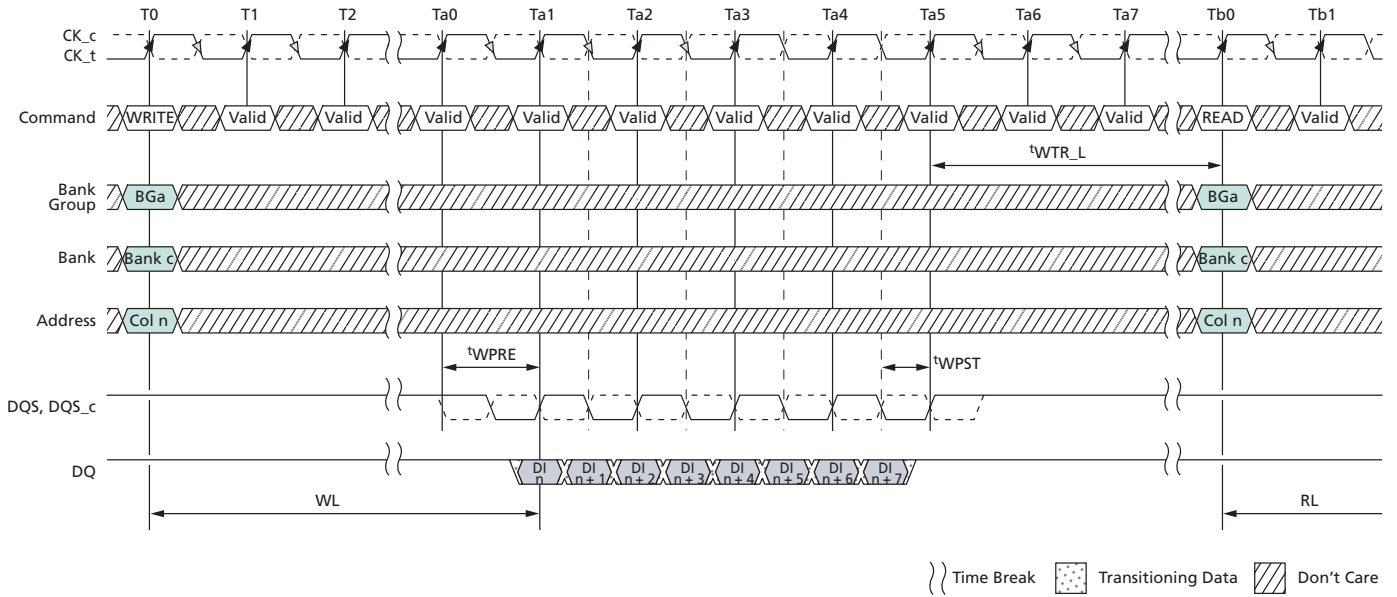 T0 T1 T2 Ta0 Ta1 Ta2 Ta3 Ta4 Ta5 Ta6 Ta7 Tb0 Tb1
CK_c
CK_t
Command WRITE Valid Valid Valid Valid Valid Valid Valid Valid Valid Valid READ Valid
tWTR_L
Bank
Group BGa BGa
Bank Bank c Bank c
Address Col n Col n
tWPRE tWPST
DQS, DQS_c
DQ DI DI DI DI DI DI DI DI
n n + 1 n + 2 n + 3 n + 4 n + 5 n + 6 n + 7
WL RL
Time Break Transitioning Data Don't Care